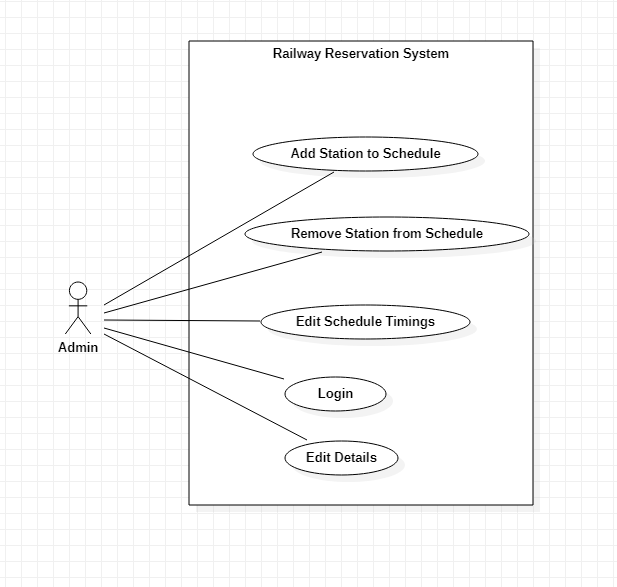 Railway Reservation System
Add Station to Schedule
Remove Station from Schedule
Edit Schedule Timings
Admin
Login
Edit Details